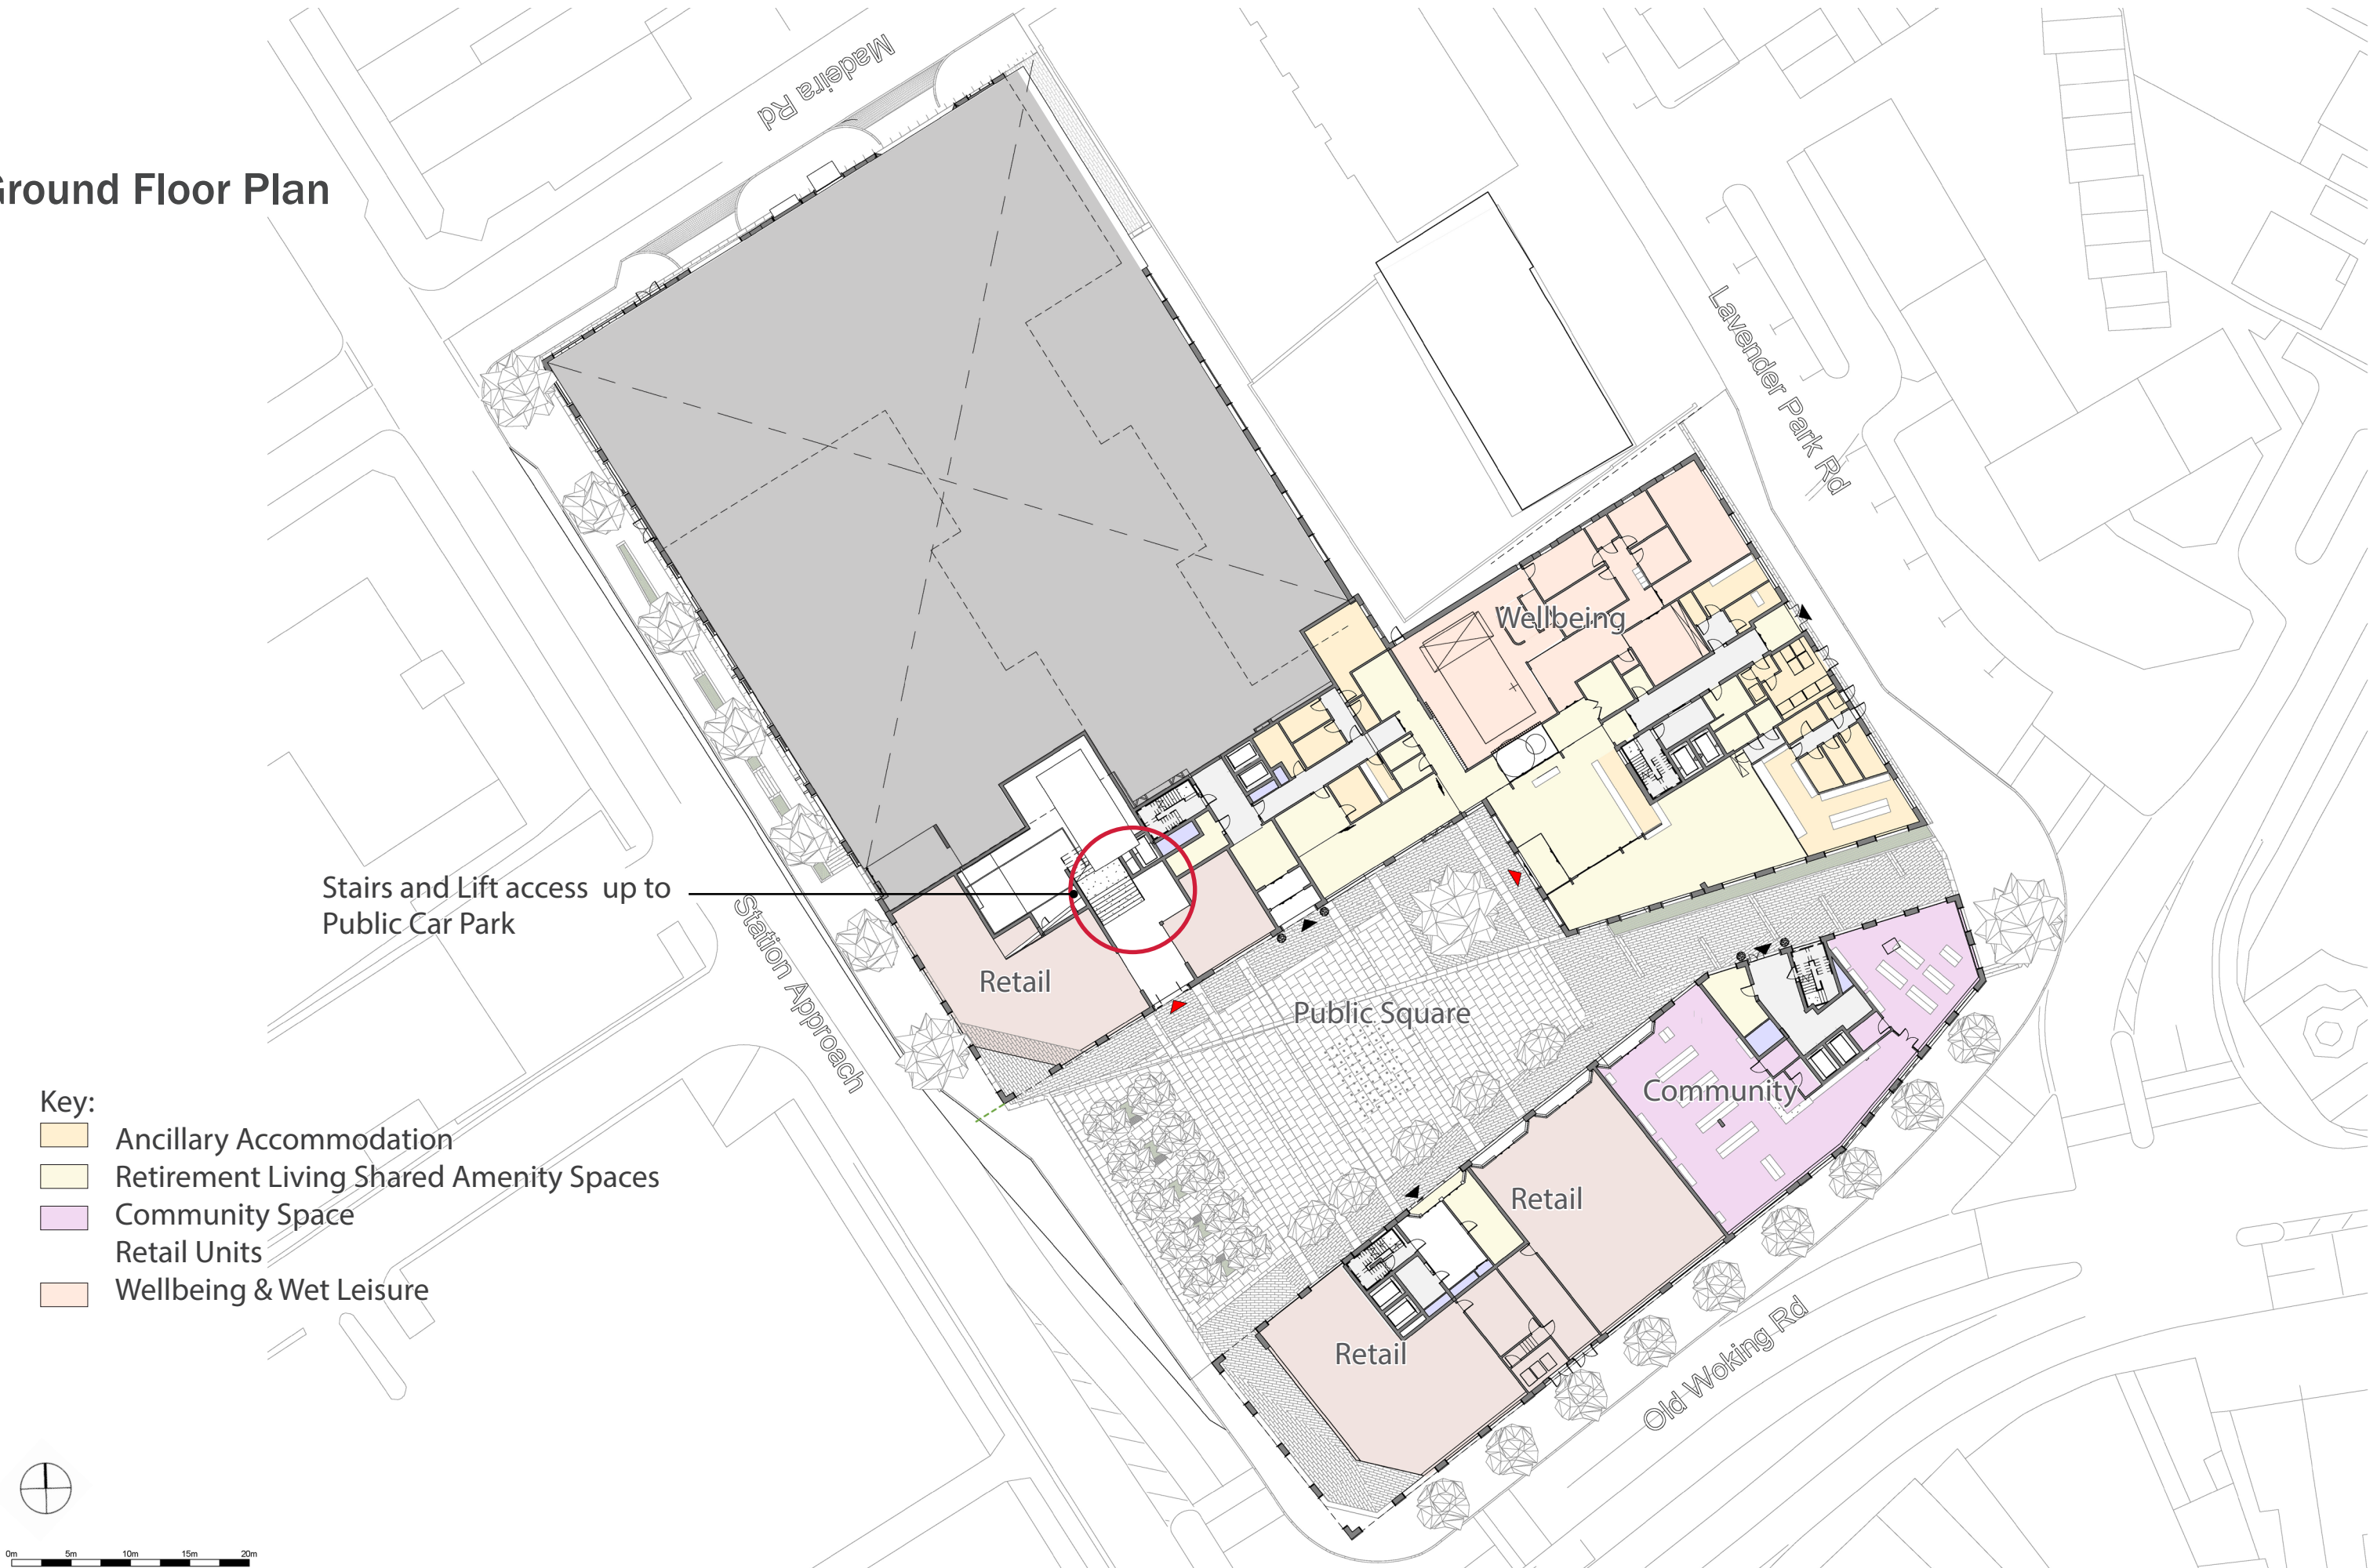 Madeira Rd
round Floor Plan
Lavender Park Rd
Wellbeing
Stairs and Lift access up to
Public Car Park
Station Approach
Retail
Public Square
Community
Retail
Retail
Old Woking Rd
Key:
Ancillary Accommodation
Retirement Living Shared Amenity Spaces
Community Space
Retail Units
Wellbeing & Wet Leisure
0m 5m 10m 15m 20m